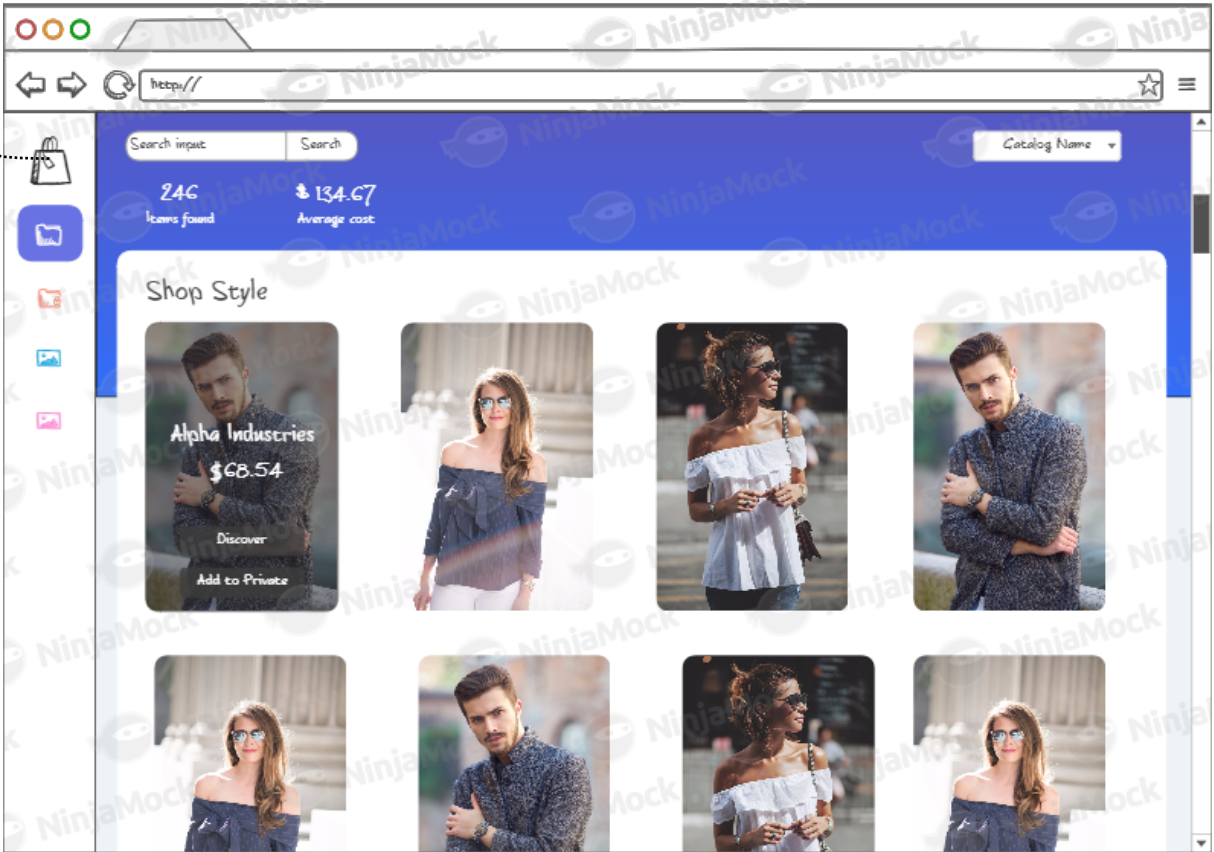 http://
Search input
Search
Catalog Name
246
$ 134.67
Items found
Average cost
Shop Style
Alpha Industries
$68.54
Discover
Add to Private
NinjaMock